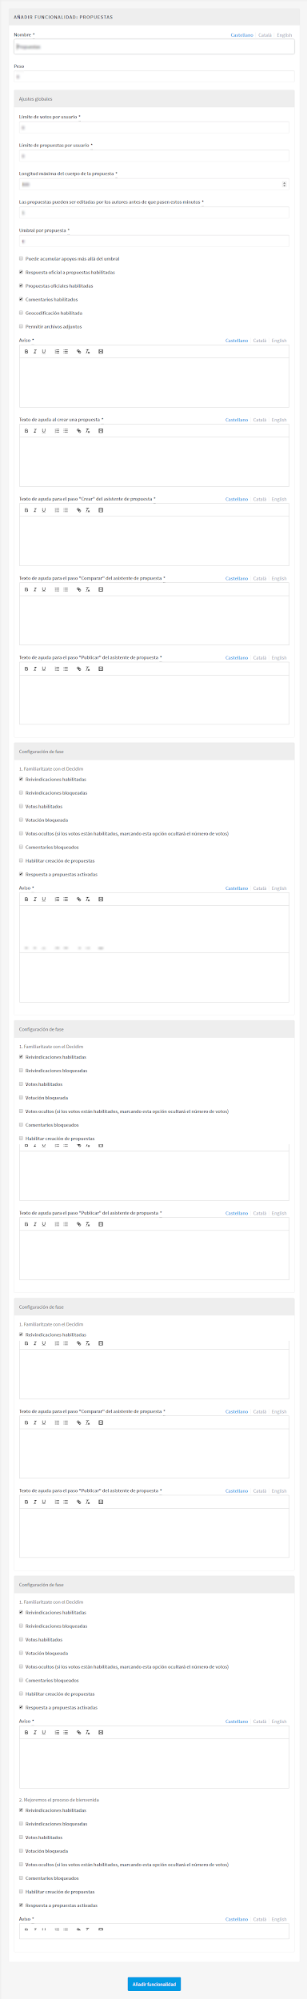 AÑADIR FUNCIONALIDAD: PROPUESTAS
Nombre *
Castellano Català English
Peso
0
Ajustes globales
Límite de votos por usuario *
0
Límite de propuestas por usuario *
0
Longitud máxima del cuerpo de la propuesta *
Las propuestas pueden ser editadas por los autores antes de que pasen estos minutos *
Umbral por propuesta *
0
Puede acumular apoyos más allá del umbral
Respuesta oficial a propuestas habilitadas
Propuestas oficiales habilitadas
Comentarios habilitados
Geocodificación habilitada
Permitir archivos adjuntos
Aviso *
Castellano Català English
B I U
Texto de ayuda al crear una propuesta *
Castellano Català English
B I U
Texto de ayuda para el paso "Crear" del asistente de propuesta *
Castellano Català English
B I U
Texto de ayuda para el paso "Comparar" del asistente de propuesta *
Castellano Català English
B I U
Texto de ayuda para el paso "Publicar" del asistente de propuesta *
Castellano Català English
B I U
Configuración de fase
1. Familiarízate con el Decidim
Reivindicaciones habilitadas
Reivindicaciones bloqueadas
Votos habilitados
Votación bloqueada
Votos ocultos (si los votos están habilitados, marcando esta opción ocultará el número de votos)
Comentarios bloqueados
Habilitar creación de propuestas
Respuesta a propuestas activadas
Aviso *
Castellano Català English
B I U
Configuración de fase
1. Familiarízate con el Decidim
Reivindicaciones habilitadas
Reivindicaciones bloqueadas
Votos habilitados
Votación bloqueada
Votos ocultos (si los votos están habilitados, marcando esta opción ocultará el número de votos)
Comentarios bloqueados
Habilitar creación de propuestas
B I U
Texto de ayuda para el paso "Publicar" del asistente de propuesta *
Castellano Català English
B I U
Configuración de fase
1. Familiarízate con el Decidim
Reivindicaciones habilitadas
B I U
Texto de ayuda para el paso "Comparar" del asistente de propuesta *
Castellano Català English
B I U
Texto de ayuda para el paso "Publicar" del asistente de propuesta *
Castellano Català English
B I U
Configuración de fase
1. Familiarízate con el Decidim
Reivindicaciones habilitadas
Reivindicaciones bloqueadas
Votos habilitados
Votación bloqueada
Votos ocultos (si los votos están habilitados, marcando esta opción ocultará el número de votos)
Comentarios bloqueados
Habilitar creación de propuestas
Respuesta a propuestas activadas
Aviso *
Castellano Català English
B I U
2. Mejoremos el proceso de bienvenida
Reivindicaciones habilitadas
Reivindicaciones bloqueadas
Votos habilitados
Votación bloqueada
Votos ocultos (si los votos están habilitados, marcando esta opción ocultará el número de votos)
Comentarios bloqueados
Habilitar creación de propuestas
Respuesta a propuestas activadas
Aviso *
Castellano Català English
Añadir funcionalidad